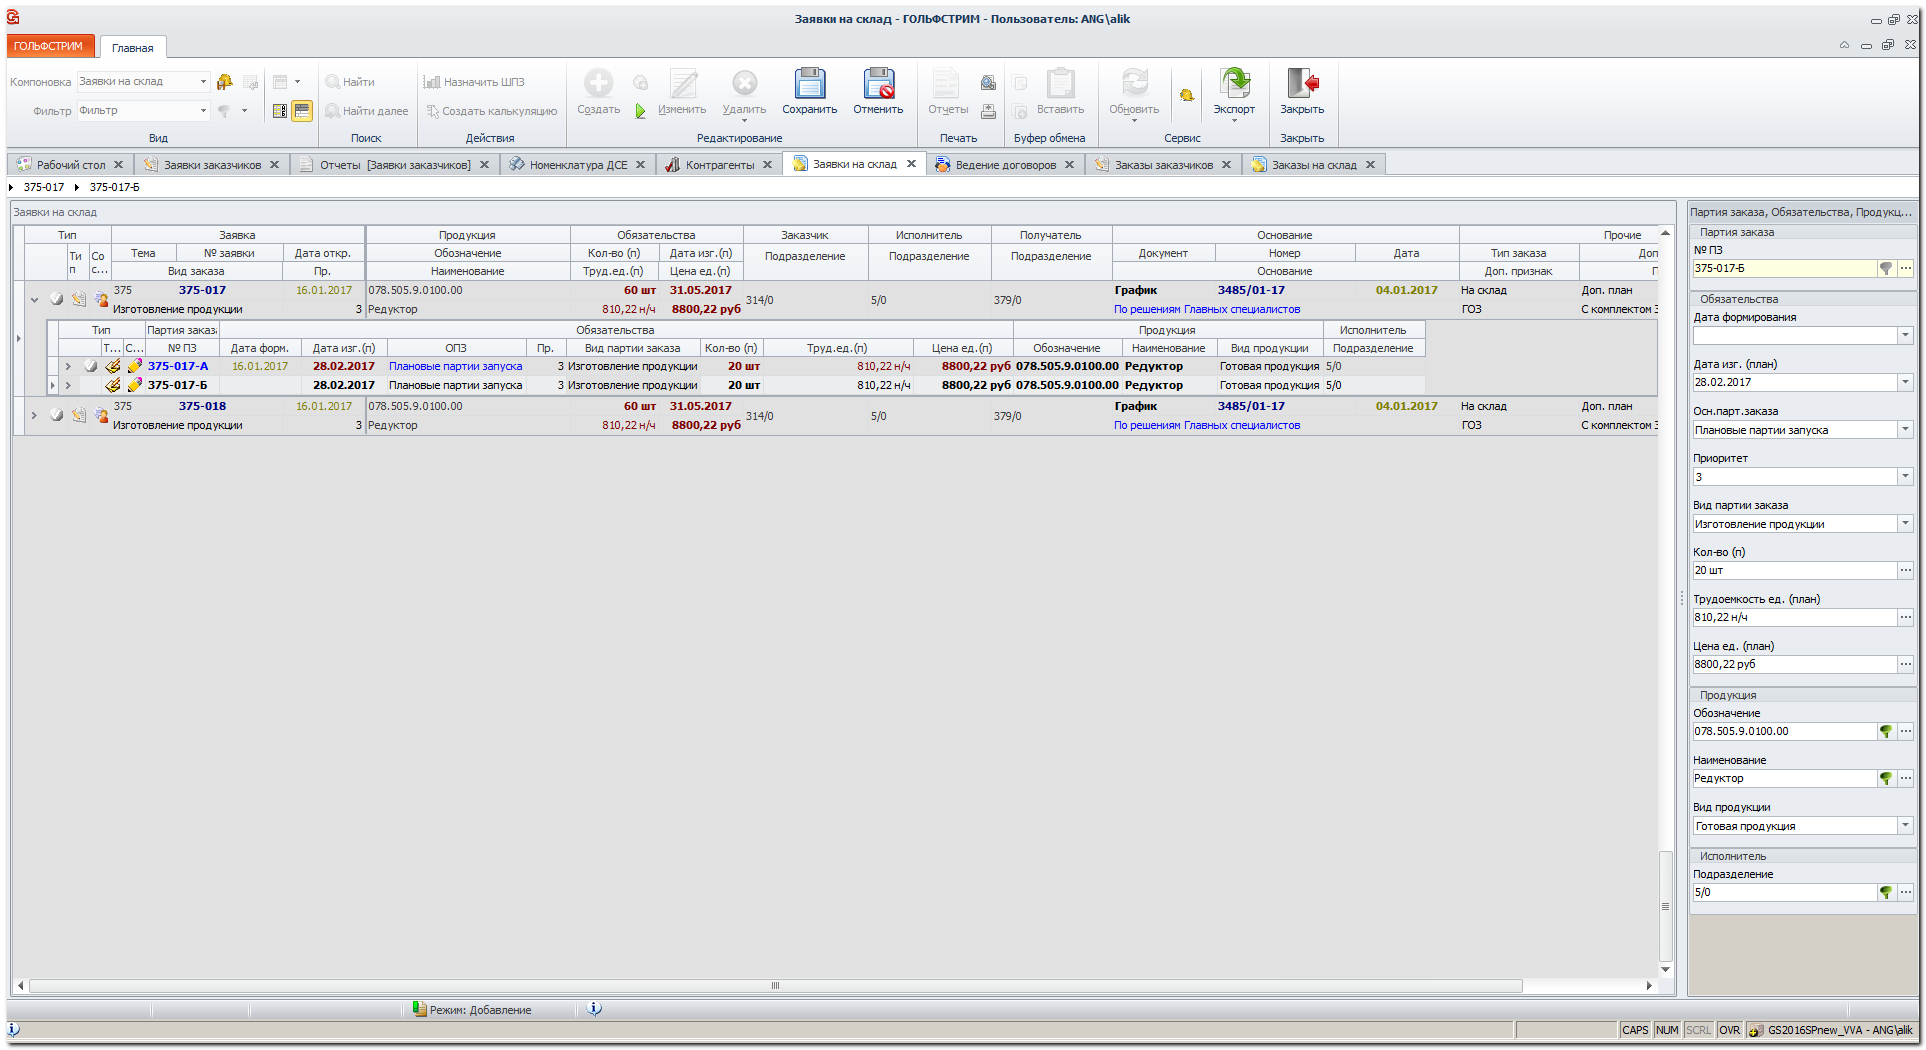 Заявки на склад - ГОЛЬФСТРИМ - Пользователь: ANG\alik
ГОЛЬФСТРИМ Главная
Компоновка Заявки на склад Найти Назначить ШПЗ
Фильтр Фильтр Найти далее Создать калькуляцию
Создать Изменить Удалить Сохранить Отменить Отчеты Вставить Обновить Экспорт Закрыть
Вид Поиск Действия Редактирование Печать Буфер обмена Сервис Закрыть
Рабочий стол Заявки заказчиков Отчеты [Заявки заказчиков] Номенклатура ДСЕ Контрагенты Заявки на склад Ведение договоров Заказы заказчиков Заказы на склад
375-017 375-017-Б
Заявки на склад
Тип Заявка Продукция Обязательства Заказчик Исполнитель Получатель Основание Прочие
Ти п Со с... Тема № заявки Дата откр. Обозначение Кол-во (п) Дата изг.(п) Подразделение Подразделение Подразделение Документ Номер Дата Тип заказа Доп
Вид заказа Пр. Наименование Труд.ед.(п) Цена ед.(п) Основание Доп. признак П
375 375-017 16.01.2017 078.505.9.0100.00 60 шт 31.05.2017 314/0 5/0 379/0 График 3485/01-17 04.01.2017 На склад Доп. план
Изготовление продукции 3 Редуктор 810,22 н/ч 8800,22 руб По решениям Главных специалистов ГОЗ С комплектом З
Тип Партия заказа Обязательства Продукция Исполнитель
Т... С... № ПЗ Дата форм. Дата изг.(п) ОПЗ Пр. Вид партии заказа Кол-во (п) Труд.ед.(п) Цена ед.(п) Обозначение Наименование Вид продукции Подразделение
375-017-А 16.01.2017 28.02.2017 Плановые партии запуска 3 Изготовление продукции 20 шт 810,22 н/ч 8800,22 руб 078.505.9.0100.00 Редуктор Готовая продукция 5/0
375-017-Б 28.02.2017 Плановые партии запуска 3 Изготовление продукции 20 шт 810,22 н/ч 8800,22 руб 078.505.9.0100.00 Редуктор Готовая продукция 5/0
375 375-018 16.01.2017 078.505.9.0100.00 60 шт 31.05.2017 314/0 5/0 379/0 График 3485/01-17 04.01.2017 На склад Доп. план
Изготовление продукции 3 Редуктор 810,22 н/ч 8800,22 руб По решениям Главных специалистов ГОЗ С комплектом З
Партия заказа, Обязательства, Продукц...
Партия заказа
№ ПЗ
375-017-Б
Обязательства
Дата формирования
Дата изг. (план)
28.02.2017
Осн.парт.заказа
Плановые партии запуска
Приоритет
3
Вид партии заказа
Изготовление продукции
Кол-во (п)
20 шт
Трудоемкость ед. (план)
810,22 н/ч
Цена ед. (план)
8800,22 руб
Продукция
Обозначение
078.505.9.0100.00
Наименование
Редуктор
Вид продукции
Готовая продукция
Исполнитель
Подразделение
5/0
Режим: Добавление
CAPS NUM SCRL OVR GS2016SPnew_VVA - ANG\alik